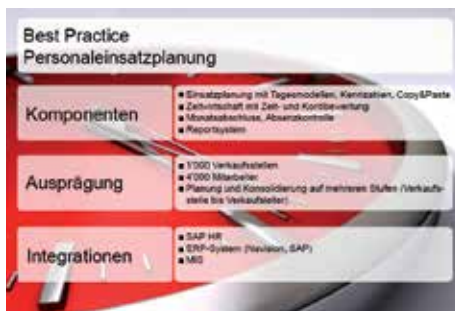 Best Practice
Personaleinsatzplanung
Komponenten
■ Einsatzplanung mit Tagesmodellen, Kennzahlen, Copy&Paste
■ Zeitwirtschaft mit Zeit- und Kontibewertung
■ Monatsabschluss, Absenzkontrolle
■ Reportsystem
Ausprägung
■ 1'000 Verkaufsstellen
■ 4'000 Mitarbeiter
■ Planung und Konsolidierung auf mehreren Stufen (Verkaufs-
stelle bis Verkaufsleiter)
Integrationen
■ SAP HR
■ ERP-System (Navision, SAP)
■ MIS